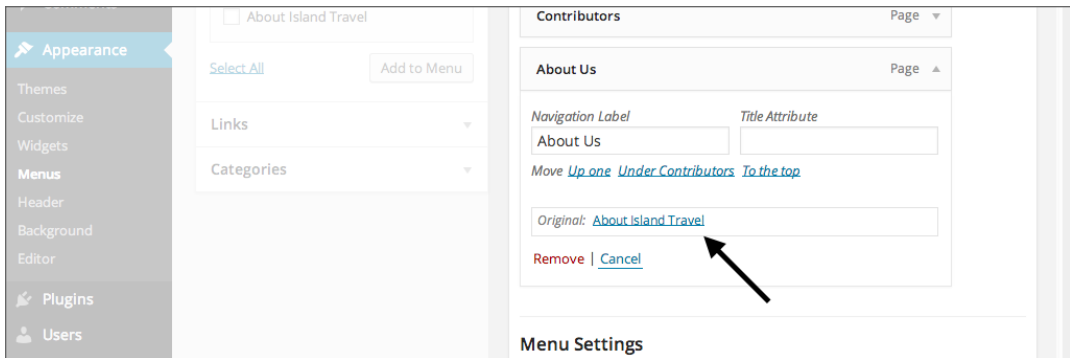 Appearance
Themes
Customize
Widgets
Menus
Header
Background
Editor
Plugins
Users
About Island Travel
Select All
Add to Menu
Links
Categories
Contributors Page
About Us Page
Navigation Label Title Attribute
About Us
Move Up one Under Contributors To the top
Original: About Island Travel
Remove | Cancel
Menu Settings